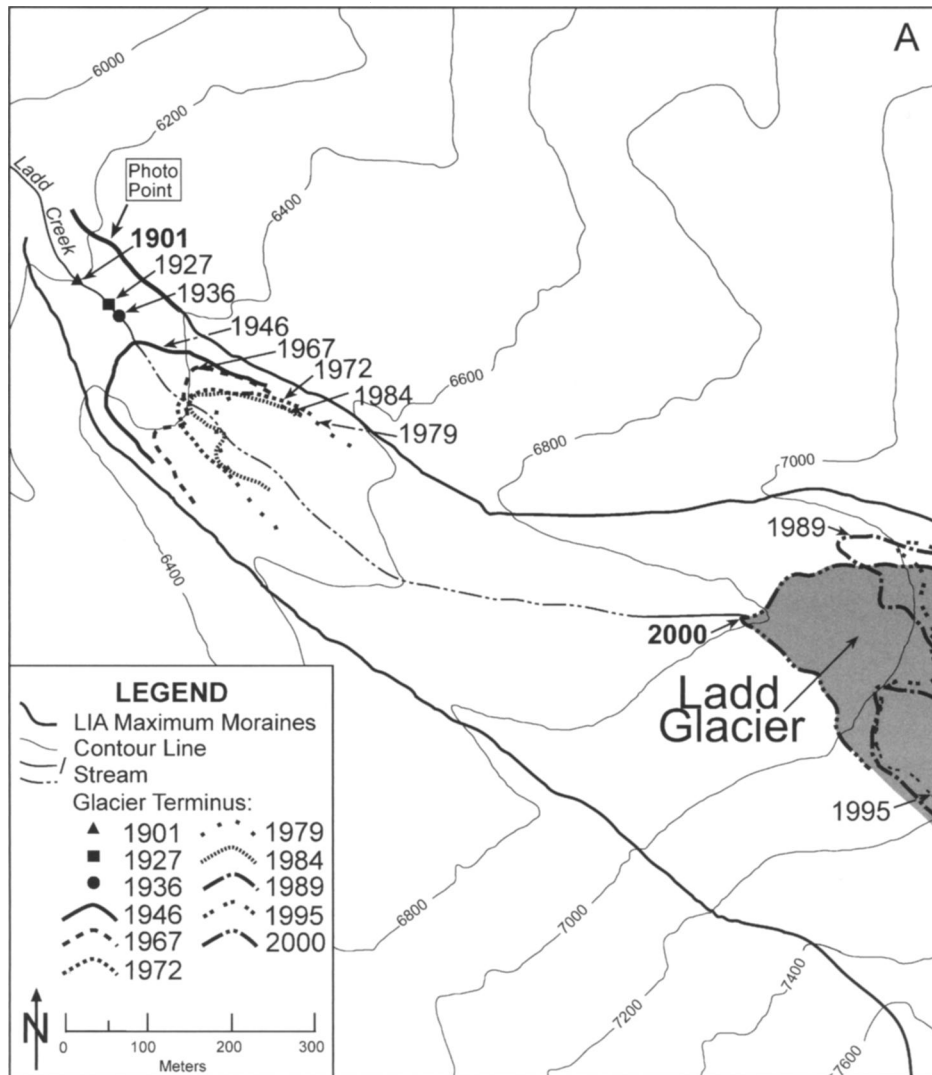 A
6000
6200
Ladd
Creek
Photo
Point
6400
1901
1927
1936
1946
1967
1972
1984
1979
6600
6800
7000
1989
6400
2000
Ladd
Glacier
1995
6800
7000
7200
7400
7600
LEGEND
LIA Maximum Moraines
Contour Line
Stream
Glacier Terminus:
1901
1927
1936
1946
1967
1972
1979
1984
1989
1995
2000
N
0 100 200 300
Meters